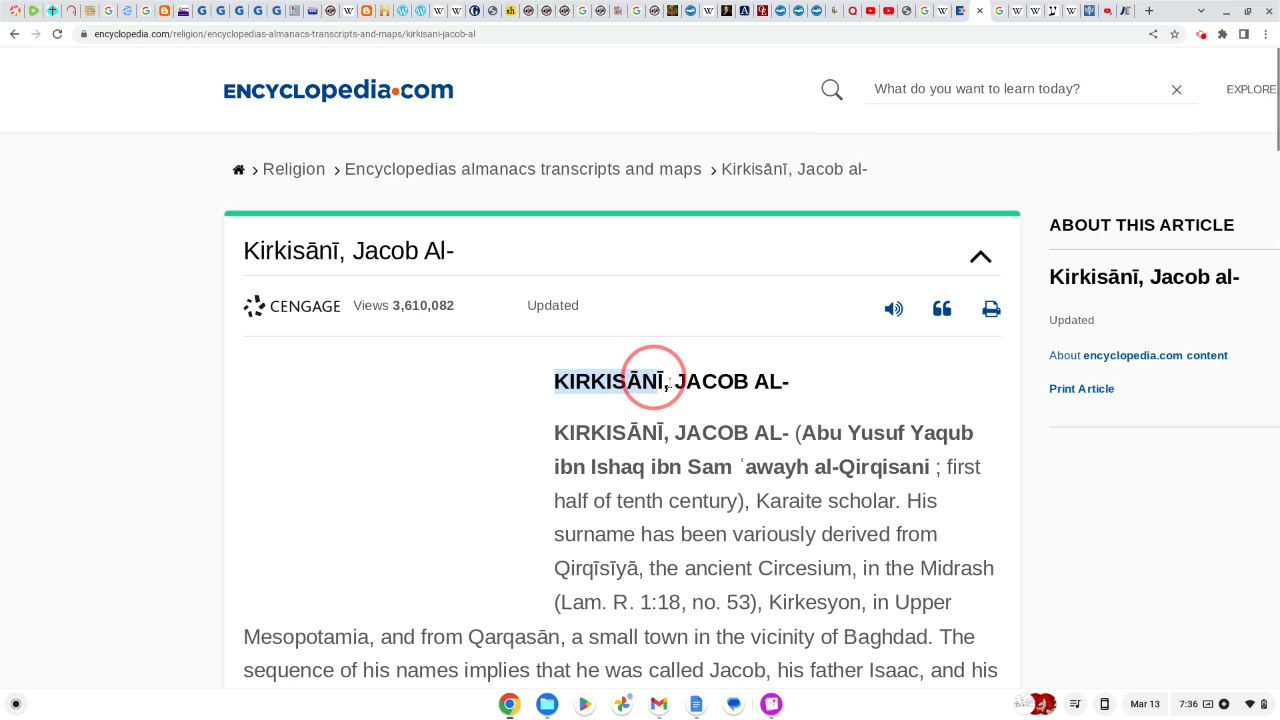 encyclopedia.com/religion/encyclopedias-almanacs-transcripts-and-maps/kirkisani-jacob-al
ENCYCLOpedia.com
What do you want to learn today?
EXPLORE
Religion
Encyclopedias almanacs transcripts and maps
Kirkisānī, Jacob al-
Kirkisānī, Jacob Al-
CENGAGE
Views 3,610,082
Updated
KIRKISĀNĪ, JACOB AL-
KIRKISĀNĪ, JACOB AL- (Abu Yusuf Yaqub
ibn Ishaq ibn Sam ʿawayh al-Qirqisani ; first
half of tenth century), Karaite scholar. His
surname has been variously derived from
Qirqīsīyā, the ancient Circesium, in the Midrash
(Lam. R. 1:18, no. 53), Kirkesyon, in Upper
Mesopotamia, and from Qarqasān, a small town in the vicinity of Baghdad. The
sequence of his names implies that he was called Jacob, his father Isaac, and his
ABOUT THIS ARTICLE
Kirkisānī, Jacob al-
Updated
About encyclopedia.com content
Print Article
Mar 13
7:36